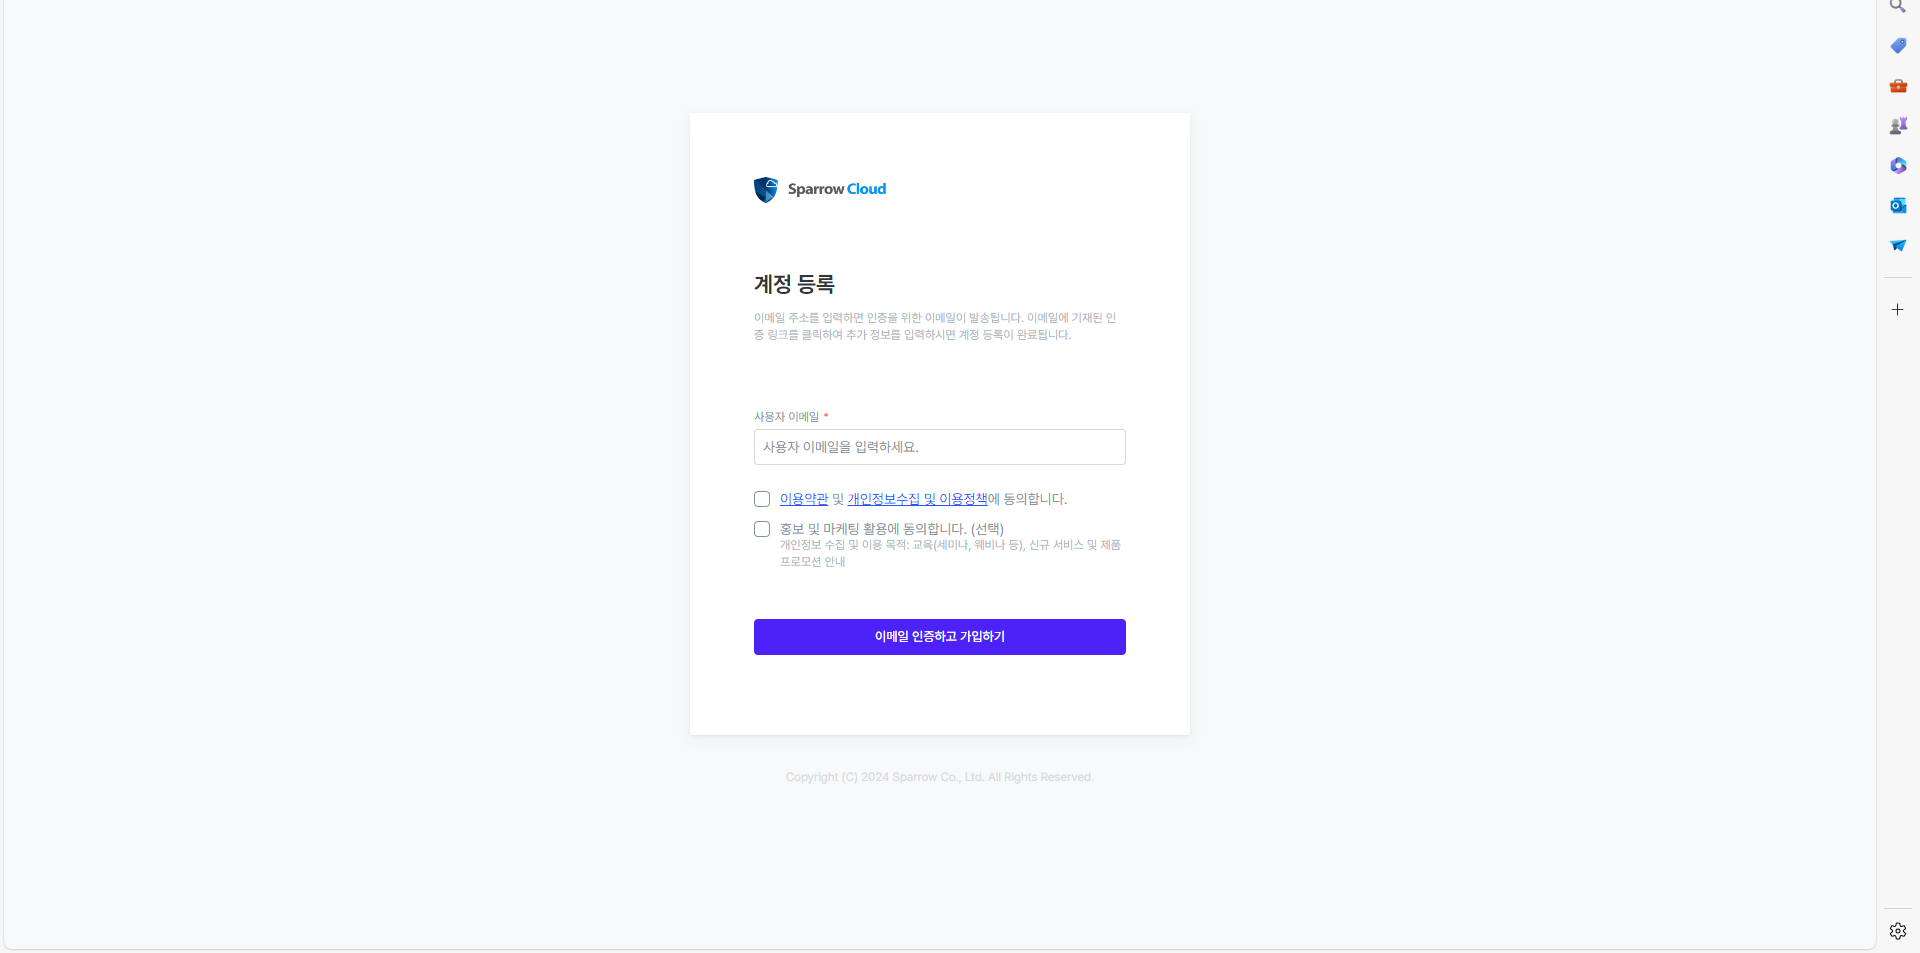 Sparrow Cloud
계정 등록
이메일 주소를 입력하면 인증을 위한 이메일이 발송됩니다. 이메일에 기재된 인
증 링크를 클릭하여 추가 정보를 입력하시면 계정 등록이 완료됩니다.
사용자 이메일 *
사용자 이메일을 입력하세요.
이용약관 및 개인정보수집 및 이용정책에 동의합니다.
홍보 및 마케팅 활용에 동의합니다. (선택)
개인정보 수집 및 이용 목적: 교육(세미나, 웨비나 등), 신규 서비스 및 제품
프로모션 안내
이메일 인증하고 가입하기
Copyright (C) 2024 Sparrow Co., Ltd. All Rights Reserved.